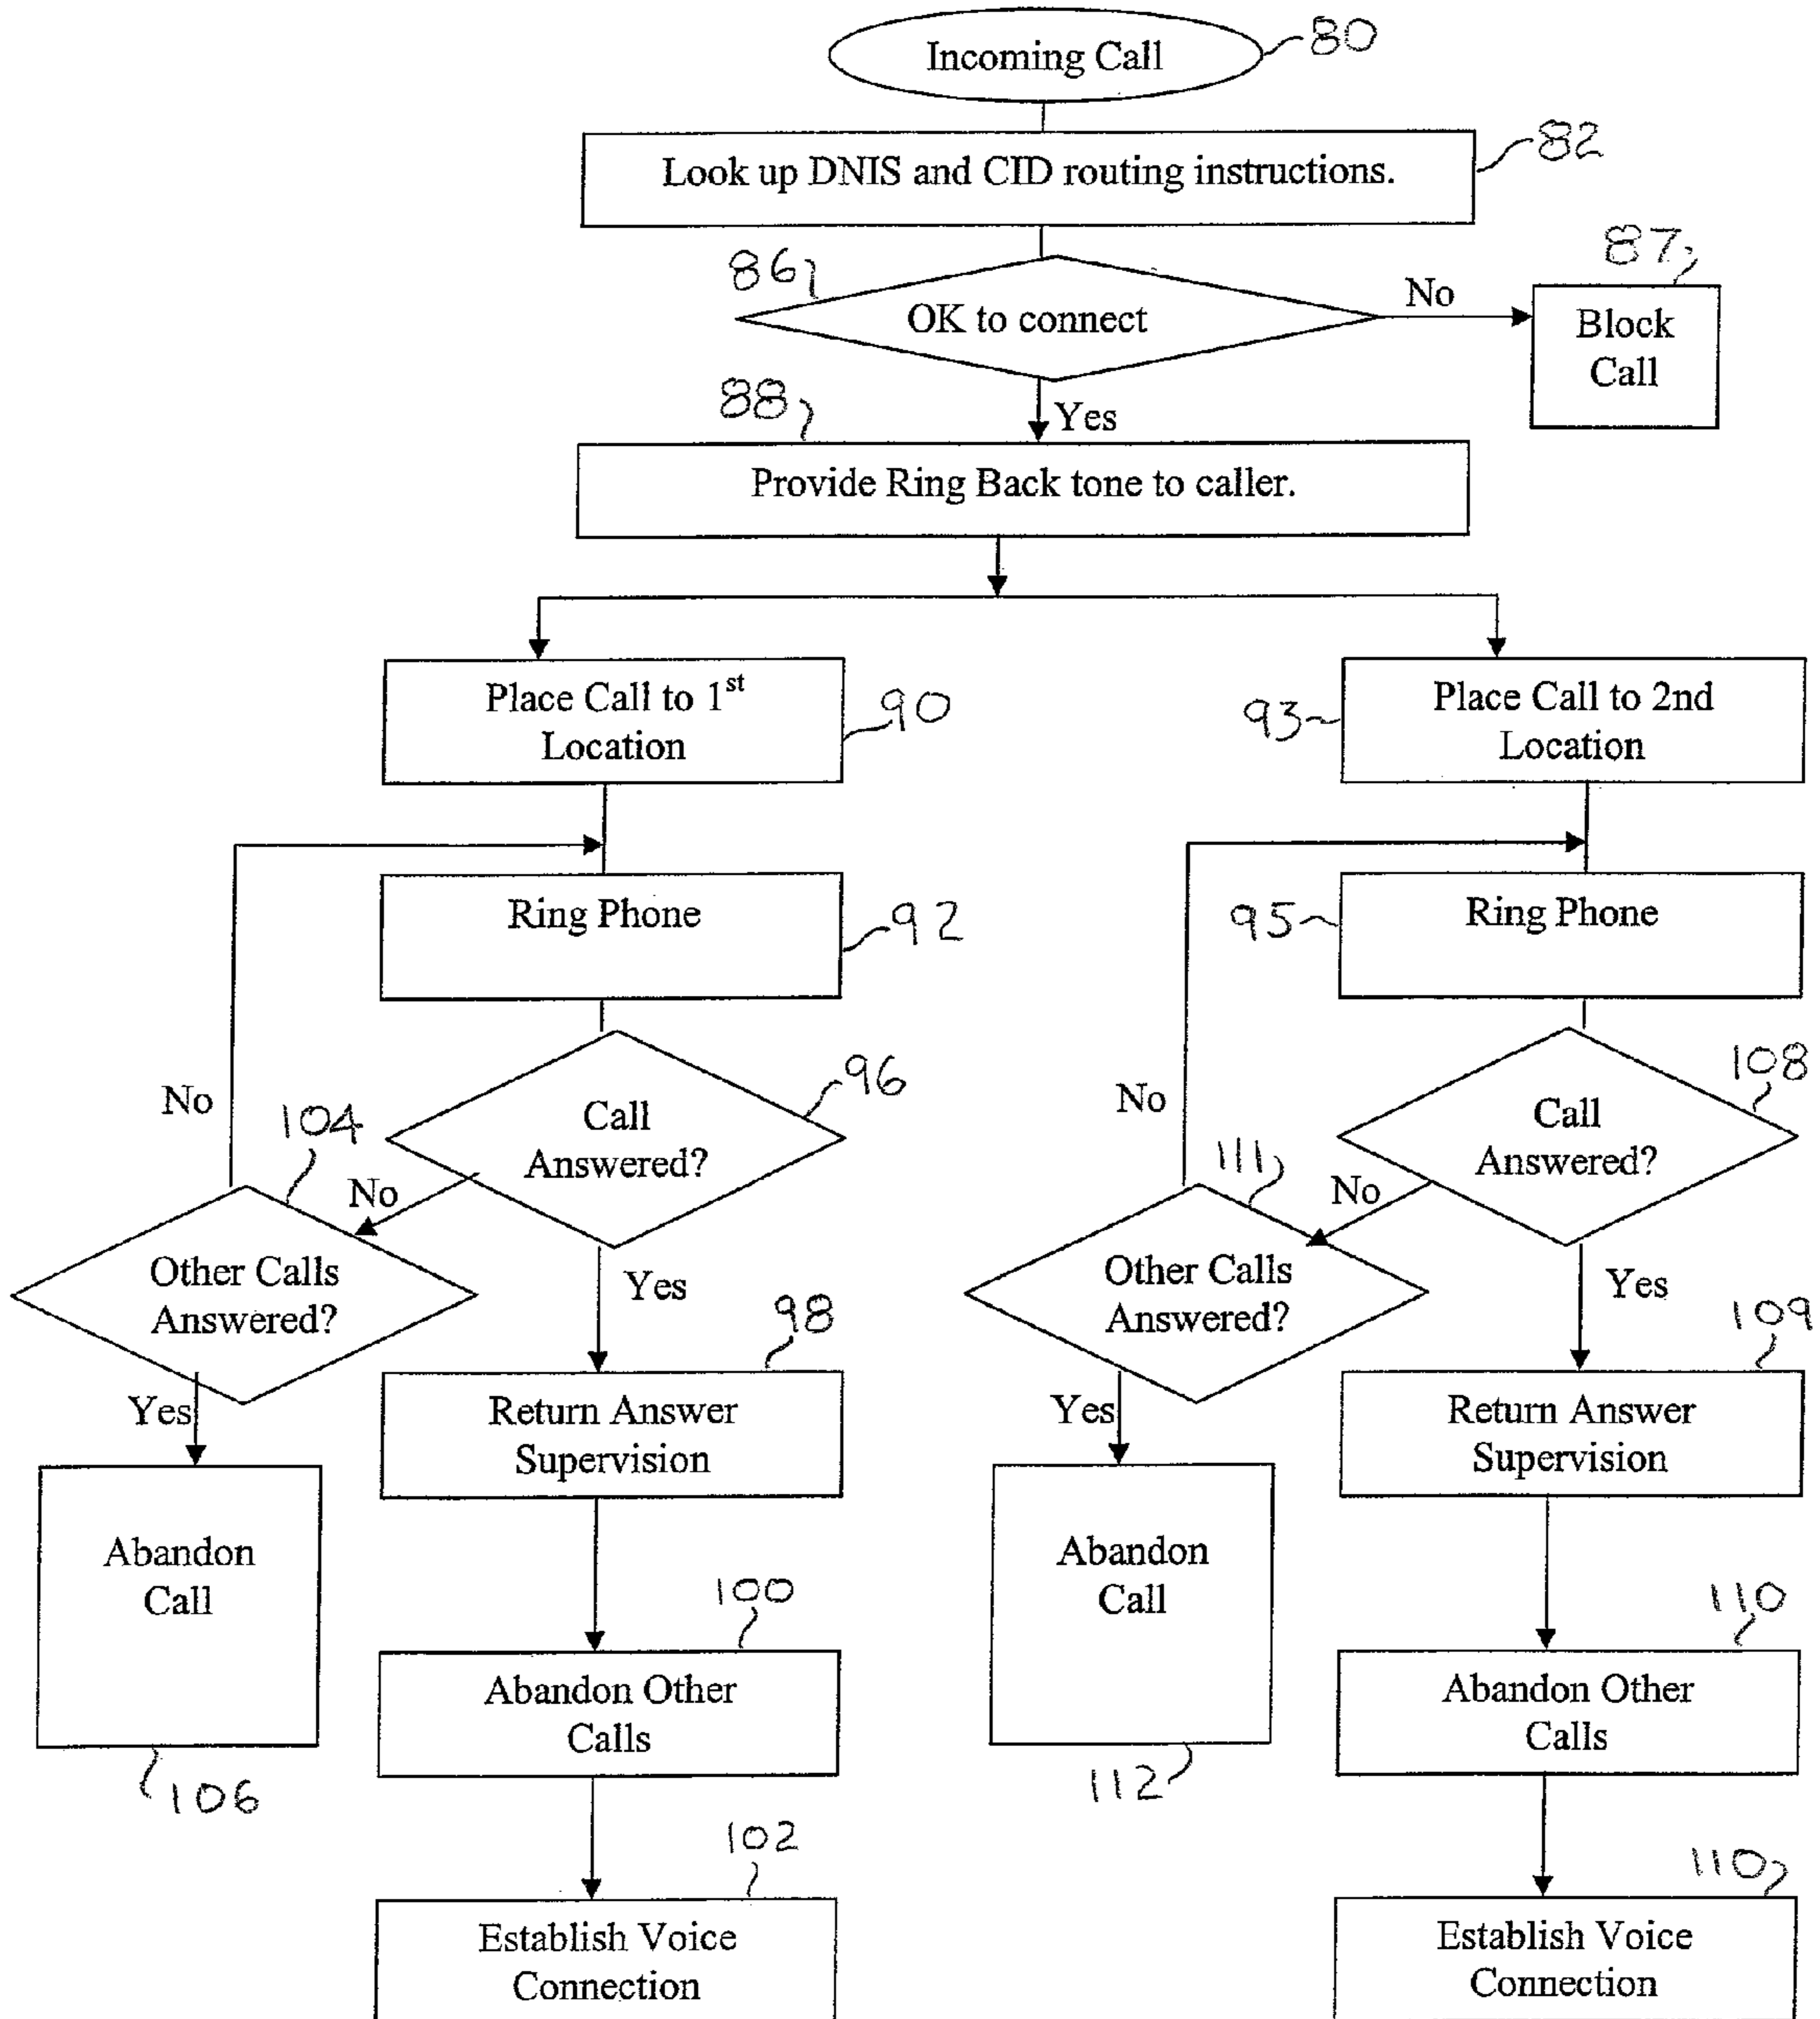 Incoming Call
80
Look up DNIS and CID routing instructions.
82
86
OK to connect
No
87
Block
Call
88
Yes
Provide Ring Back tone to caller.
Place Call to 1st
Location
90
93
Place Call to 2nd
Location
Ring Phone
92
95
Ring Phone
No
104
No
Call
Answered?
96
No
111
No
Call
Answered?
108
Other Calls
Answered?
Yes
Yes
98
Other Calls
Answered?
Yes
Yes
109
Return Answer
Supervision
Return Answer
Supervision
Abandon
Call
106
100
Abandon Other
Calls
Abandon
Call
112
110
Abandon Other
Calls
102
Establish Voice
Connection
110
Establish Voice
Connection